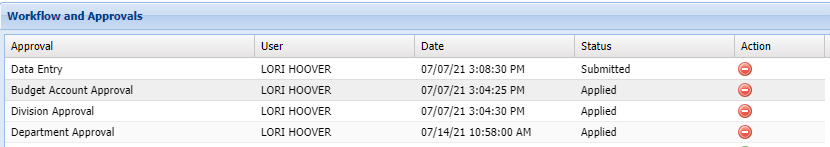 Workflow and Approvals
Approval User Date Status Action
Data Entry LORI HOOVER 07/07/21 3:08:30 PM Submitted
Budget Account Approval LORI HOOVER 07/07/21 3:04:25 PM Applied
Division Approval LORI HOOVER 07/07/21 3:04:30 PM Applied
Department Approval LORI HOOVER 07/14/21 10:58:00 AM Applied